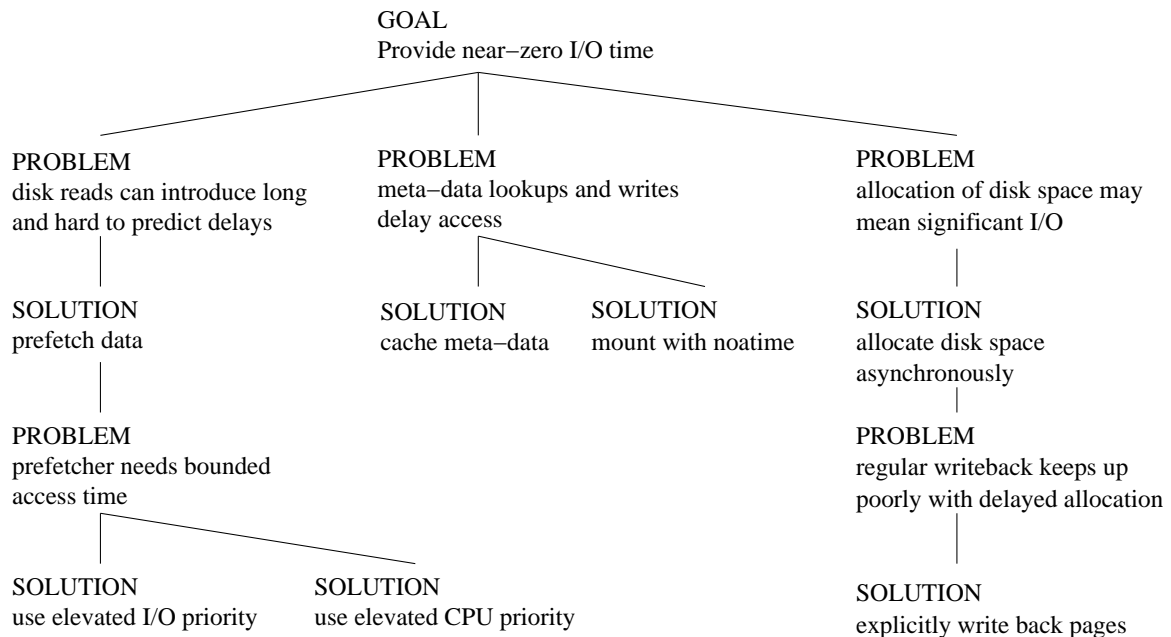 GOAL
Provide near−zero I/O time
PROBLEM
disk reads can introduce long
and hard to predict delays
PROBLEM
meta−data lookups and writes
delay access
PROBLEM
allocation of disk space may
mean significant I/O
SOLUTION
prefetch data
SOLUTION
cache meta−data
SOLUTION
mount with noatime
SOLUTION
allocate disk space
asynchronously
PROBLEM
prefetcher needs bounded
access time
PROBLEM
regular writeback keeps up
poorly with delayed allocation
SOLUTION
use elevated I/O priority
SOLUTION
use elevated CPU priority
SOLUTION
explicitly write back pages